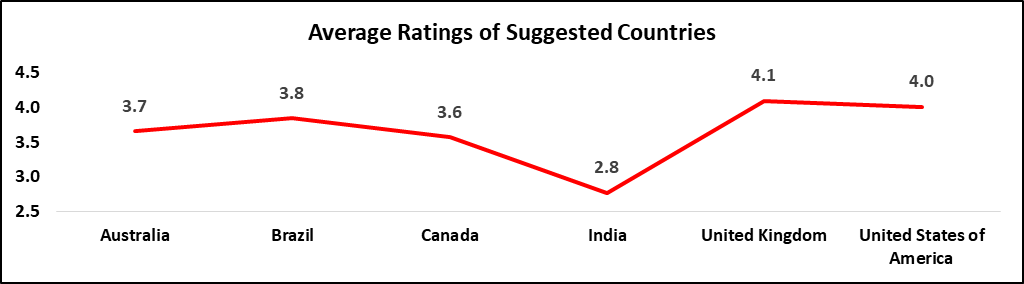 Average Ratings of Suggested Countries
4.5
4.0
3.5
3.0
2.5
3.7
3.8
3.6
2.8
4.1
4.0
Australia
Brazil
Canada
India
United Kingdom
United States of
America